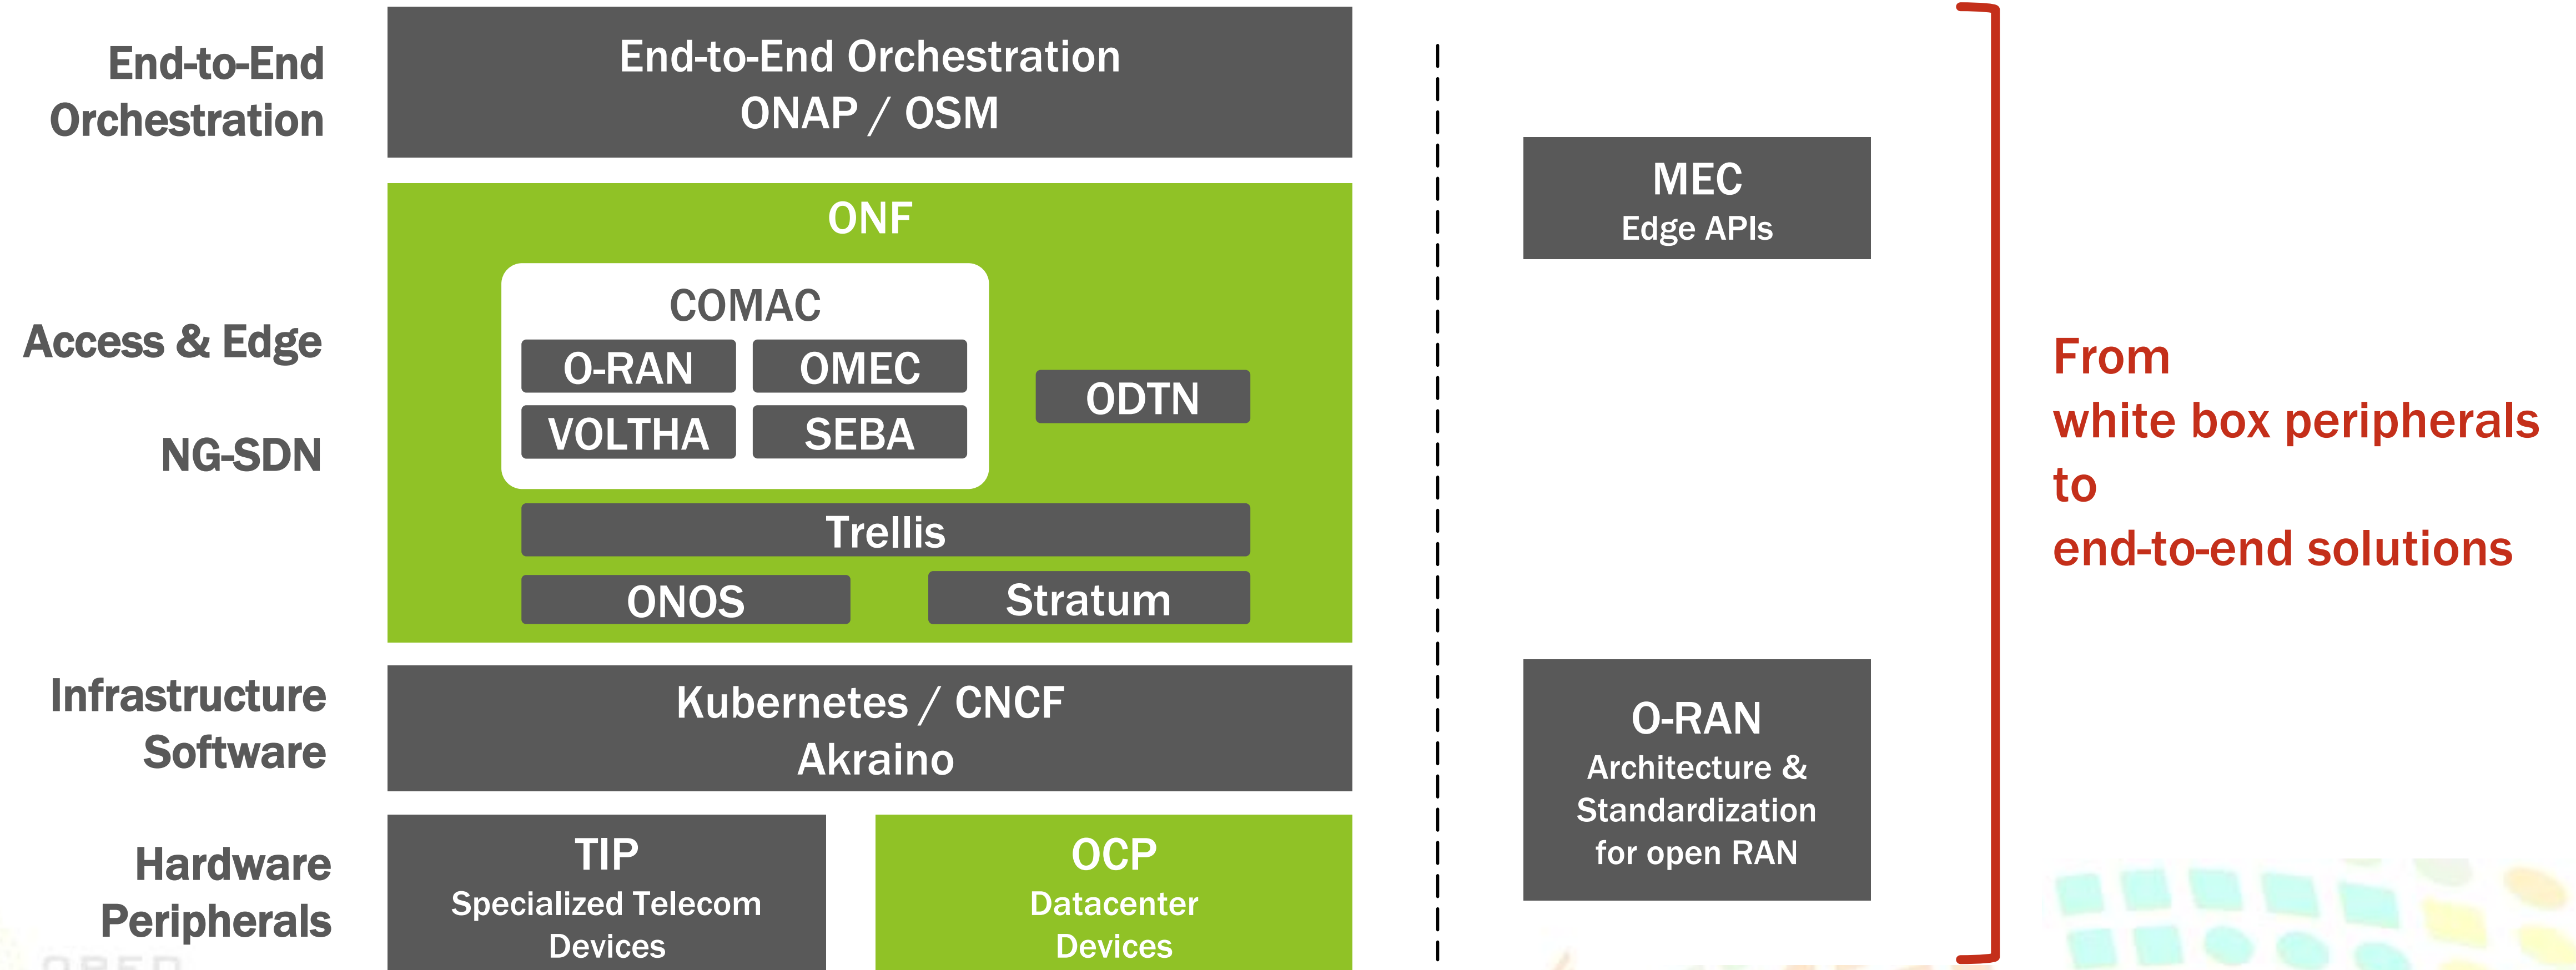 End-to-End
Orchestration
End-to-End Orchestration
ONAP / OSM
Access & Edge
NG-SDN
ONF
COMAC
O-RAN
OMEC
VOLTHA
SEBA
ODTN
Trellis
ONOS
Stratum
Infrastructure
Software
Kubernetes / CNCF
Akraino
Hardware
Peripherals
TIP
Specialized Telecom
Devices
OCP
Datacenter
Devices
MEC
Edge APIs
O-RAN
Architecture &
Standardization
for open RAN
From
white box peripherals
to
end-to-end solutions